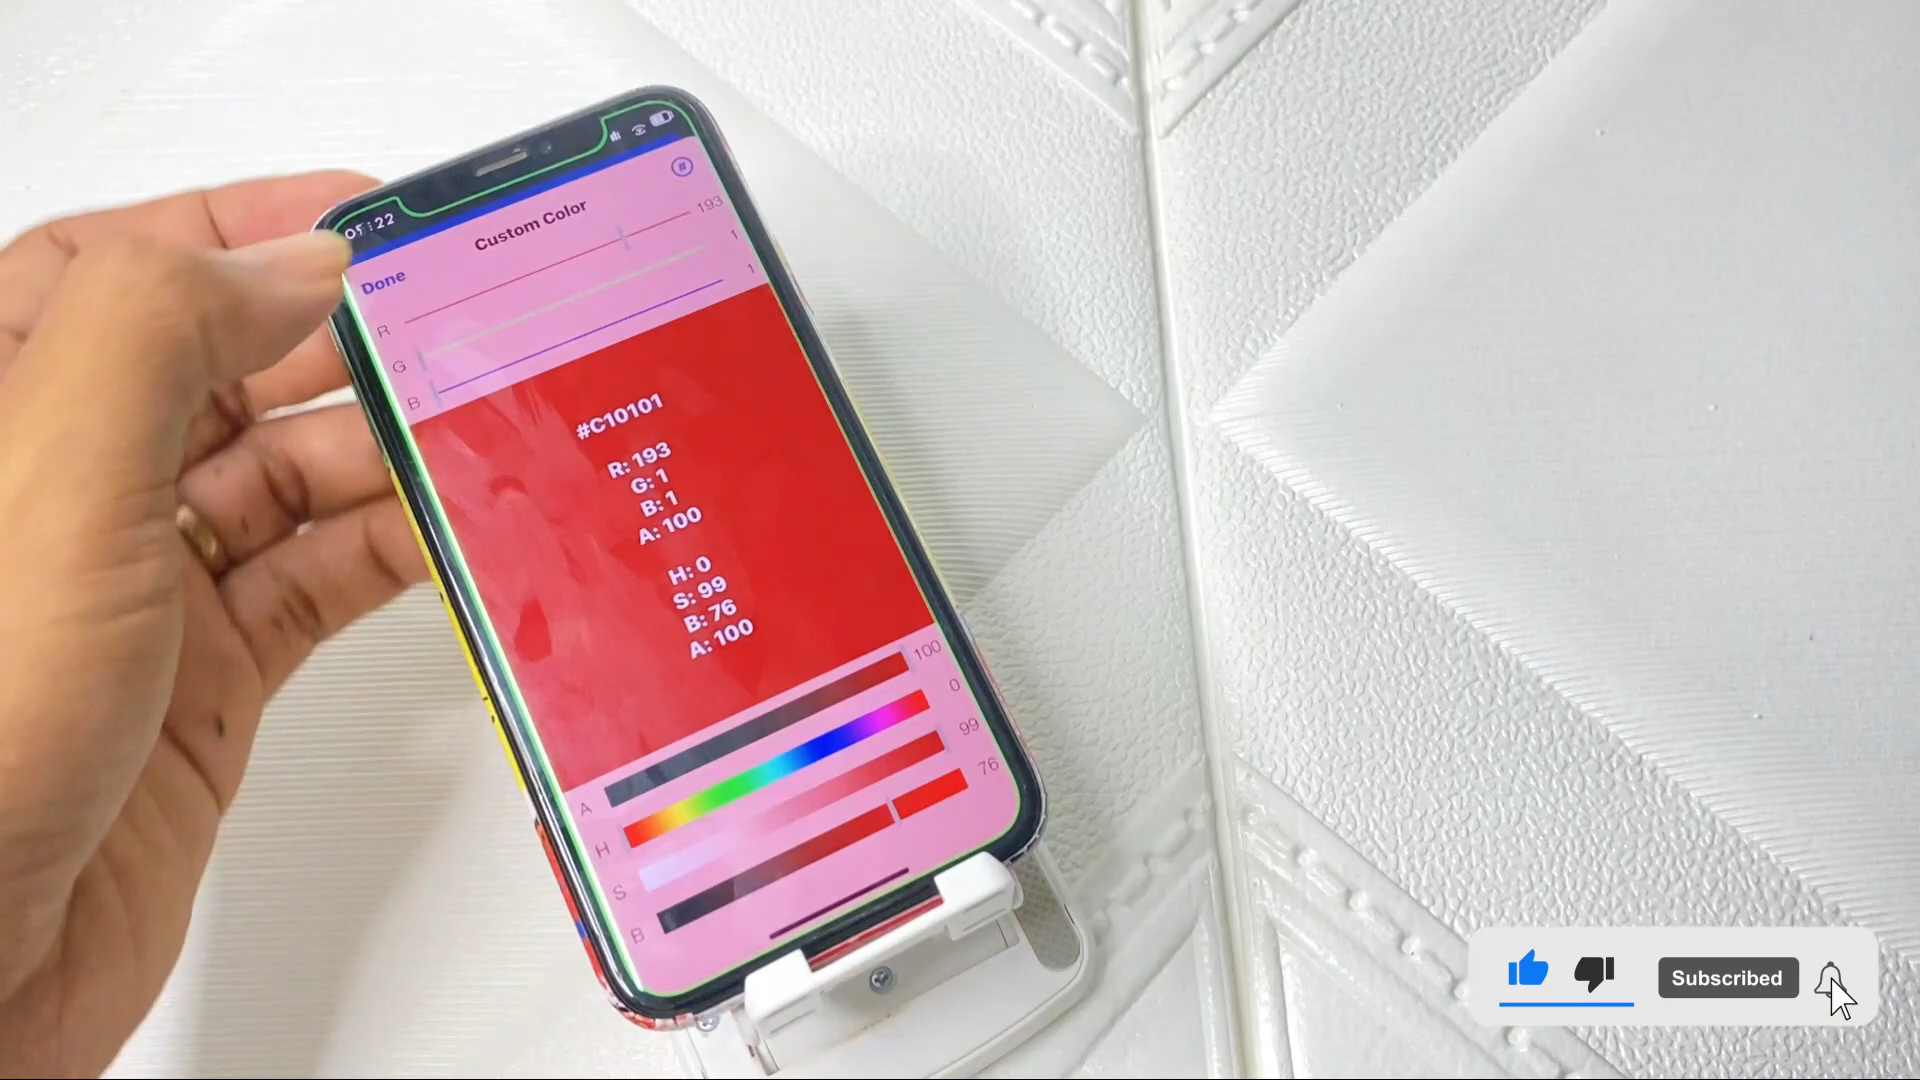 05:22
#
Custom Color
Done
R 193
G 1
B 1
#C10101
R: 193
G: 1
B: 1
A: 100
H: 0
S: 99
B: 76
A: 100
A 100
H 0
S 99
B 76
Subscribed